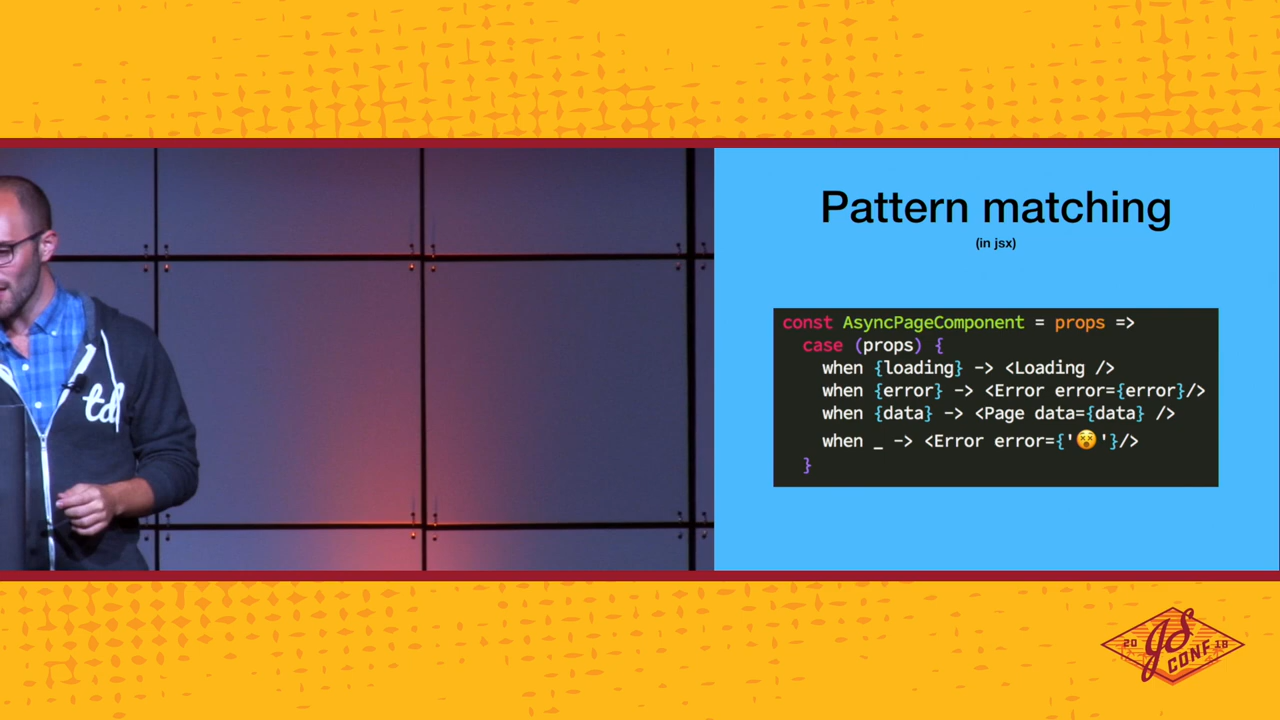 Pattern matching
(in jsx)
const AsyncPageComponent = props =>
case (props) {
when {loading} -> <Loading />
when {error} -> <Error error={error}/>
when {data} -> <Page data={data} />
when _ -> <Error error={'😵'}/>
}
td
20 JS 18
CONF